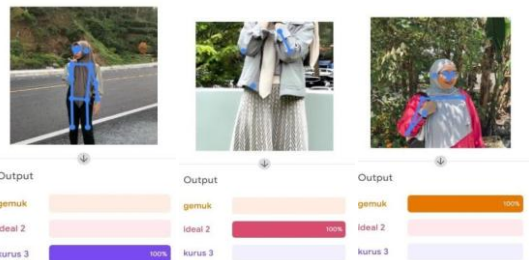 Output
gemuk
ideal 2
kurus 3
100%
Output
gemuk
ideal 2
100%
kurus 3
Output
gemuk
100%
ideal 2
kurus 3